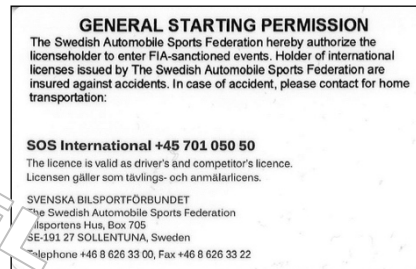 GENERAL STARTING PERMISSION
The Swedish Automobile Sports Federation hereby authorize the
licenseholder to enter FIA-sanctioned events. Holder of international
licenses issued by The Swedish Automobile Sports Federation are
insured against accidents. In case of accident, please contact for home
transportation:
SOS International +45 701 050 50
The licence is valid as driver's and competitor's licence.
Licensen gäller som tävlings- och anmälarlicens.
SVENSKA BILSPORTFÖRBUNDET
The Swedish Automobile Sports Federation
Bilsportens Hus, Box 705
SE-191 27 SOLLENTUNA, Sweden
Telephone +46 8 626 33 00, Fax +46 8 626 33 22